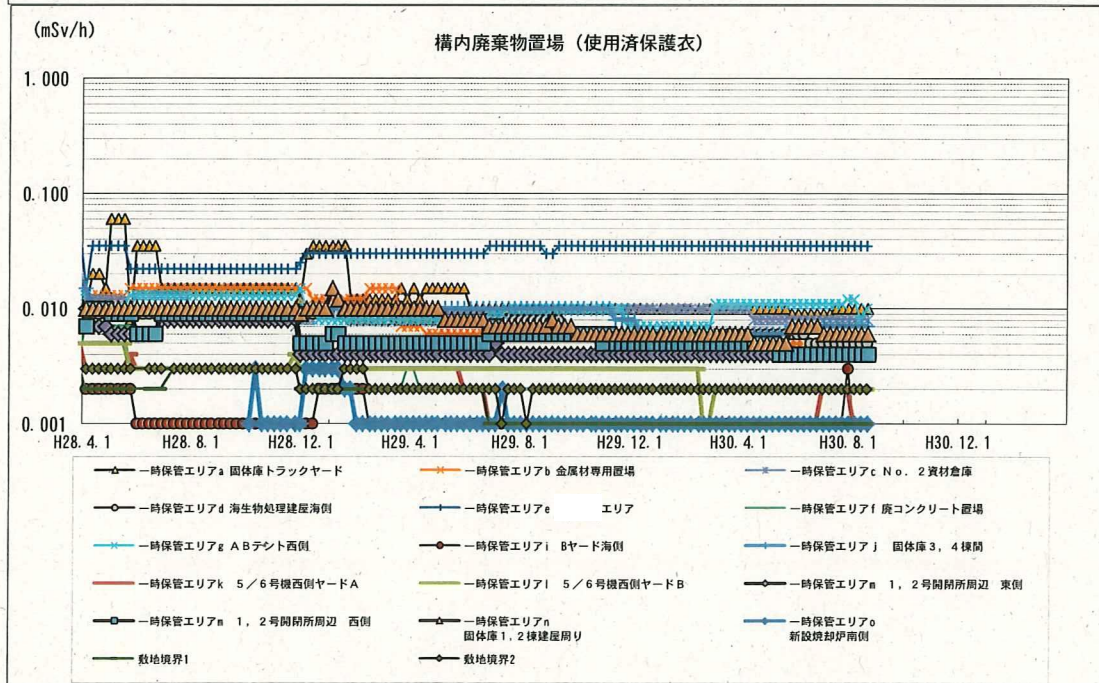 (mSv/h)
構内廃棄物置場（使用済保護衣）
1.000
0.100
0.010
0.001
H28.4.1 H28.8.1 H28.12.1 H29.4.1 H29.8.1 H29.12.1 H30.4.1 H30.8.1 H30.12.1
一時保管エリアa 固体庫トラックヤード 一時保管エリアb 金属材専用置場 一時保管エリアc No．2資材倉庫
一時保管エリアd 海生物処理建屋海側 一時保管エリアe エリア 一時保管エリアf 廃コンクリート置場
一時保管エリアg ABテント西側 一時保管エリアi Bヤード海側 一時保管エリアj 固体庫3，4棟間
一時保管エリアk 5／6号機西側ヤードA 一時保管エリアl 5／6号機西側ヤードB 一時保管エリアm 1，2号開閉所周辺 東側
一時保管エリアm 1，2号開閉所周辺 西側 一時保管エリアn 一時保管エリアo
固体庫1,2棟建屋周り 新設焼却炉南側
敷地境界1 敷地境界2